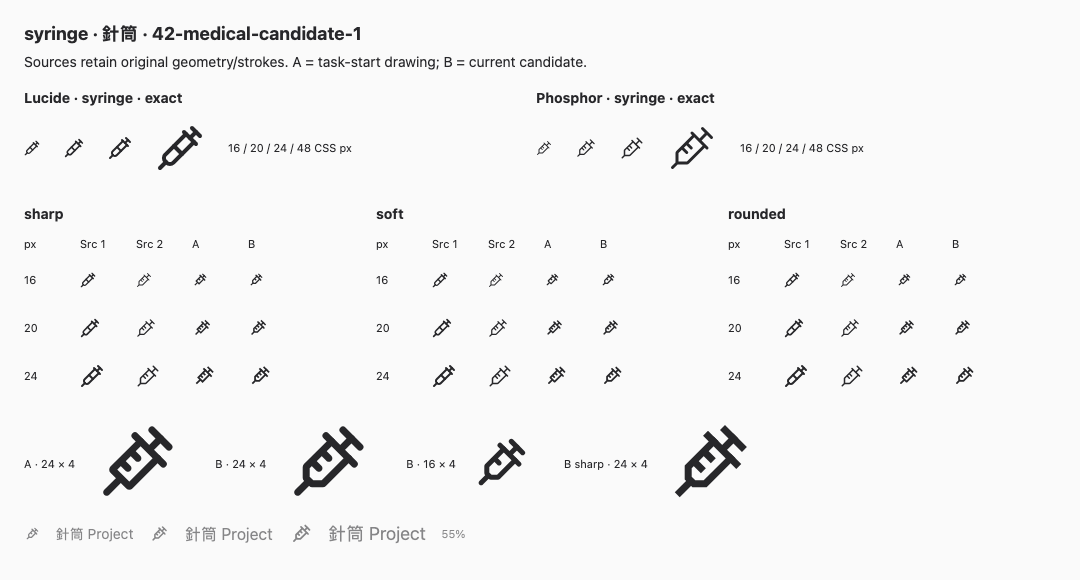 syringe · 針筒 · 42-medical-candidate-1
Sources retain original geometry/strokes. A = task-start drawing; B = current candidate.
Lucide · syringe · exact
Phosphor · syringe · exact
16 / 20 / 24 / 48 CSS px
16 / 20 / 24 / 48 CSS px
sharp
soft
rounded
px Src 1 Src 2 A B
px Src 1 Src 2 A B
px Src 1 Src 2 A B
16
16
16
20
20
20
24
24
24
A · 24 × 4
B · 24 × 4
B · 16 × 4
B sharp · 24 × 4
針筒 Project
針筒 Project
針筒 Project
55%